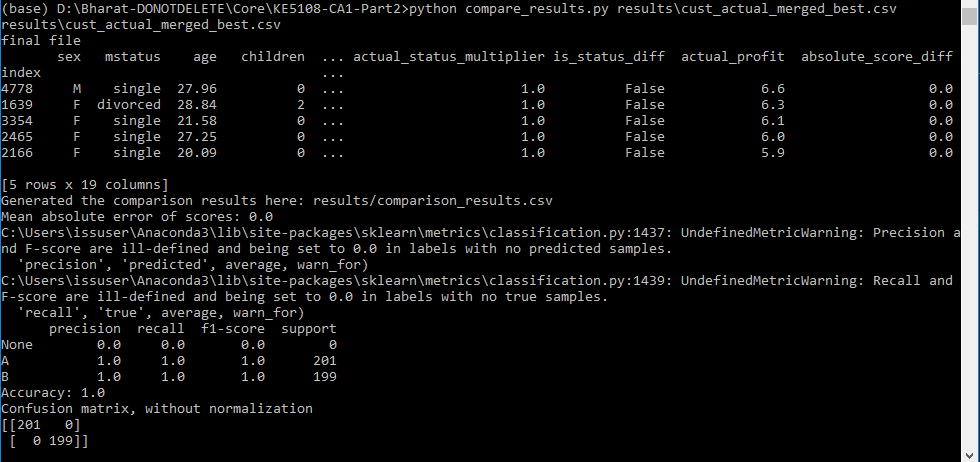 (base) D:\Bharat-DONOTDELETE\Core\KE5108-CA1-Part2>python compare_results.py results\cust_actual_merged_best.csv
results\cust_actual_merged_best.csv
final file
sex mstatus age children ... actual_status_multiplier is_status_diff actual_profit absolute_score_diff
index ...
4778 M single 27.96 0 ... 1.0 False 6.6 0.0
1639 F divorced 28.84 2 ... 1.0 False 6.3 0.0
3354 F single 21.58 0 ... 1.0 False 6.1 0.0
2465 F single 27.25 0 ... 1.0 False 6.0 0.0
2166 F single 20.09 0 ... 1.0 False 5.9 0.0
[5 rows x 19 columns]
Generated the comparison results here: results/comparison_results.csv
Mean absolute error of scores: 0.0
C:\Users\issuser\Anaconda3\lib\site-packages\sklearn\metrics\classification.py:1437: UndefinedMetricWarning: Precision a
nd F-score are ill-defined and being set to 0.0 in labels with no predicted samples.
'precision', 'predicted', average, warn_for)
C:\Users\issuser\Anaconda3\lib\site-packages\sklearn\metrics\classification.py:1439: UndefinedMetricWarning: Recall and
F-score are ill-defined and being set to 0.0 in labels with no true samples.
'recall', 'true', average, warn_for)
precision recall f1-score support
None 0.0 0.0 0.0 0
A 1.0 1.0 1.0 201
B 1.0 1.0 1.0 199
Accuracy: 1.0
Confusion matrix, without normalization
[[201 0]
[ 0 199]]